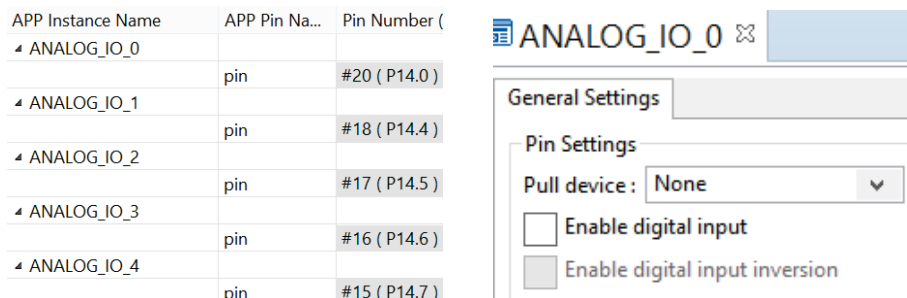 APP Instance Name APP Pin Na... Pin Number (
ANALOG_IO_0
pin #20 ( P14.0 )
ANALOG_IO_1
pin #18 ( P14.4 )
ANALOG_IO_2
pin #17 ( P14.5 )
ANALOG_IO_3
pin #16 ( P14.6 )
ANALOG_IO_4
pin #15 ( P14.7 )
ANALOG_IO_0
General Settings
Pin Settings
Pull device : None
Enable digital input
Enable digital input inversion